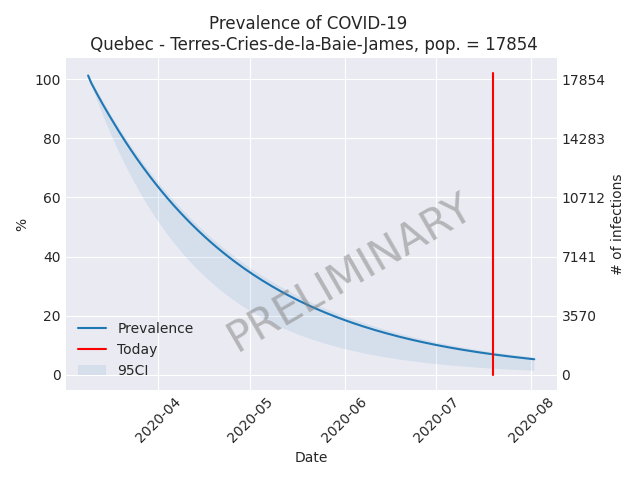 Prevalence of COVID-19
Quebec - Terres-Cries-de-la-Baie-James, pop. = 17854
100
80
60
40
20
0
%
17854
14283
10712
7141
3570
0
# of infections
PRELIMINARY
Prevalence
Today
95CI
2020-04
2020-05
2020-06
2020-07
2020-08
Date